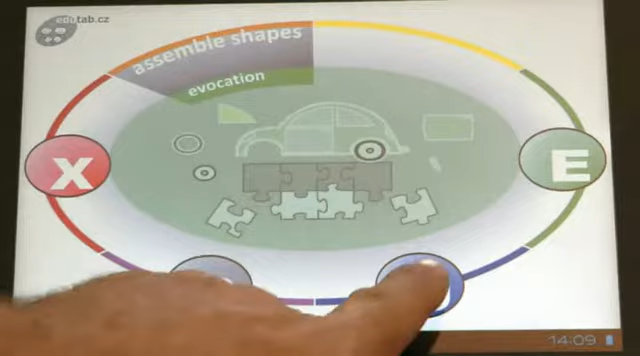 edutab.cz
assemble shapes
evocation
X
E
14:09